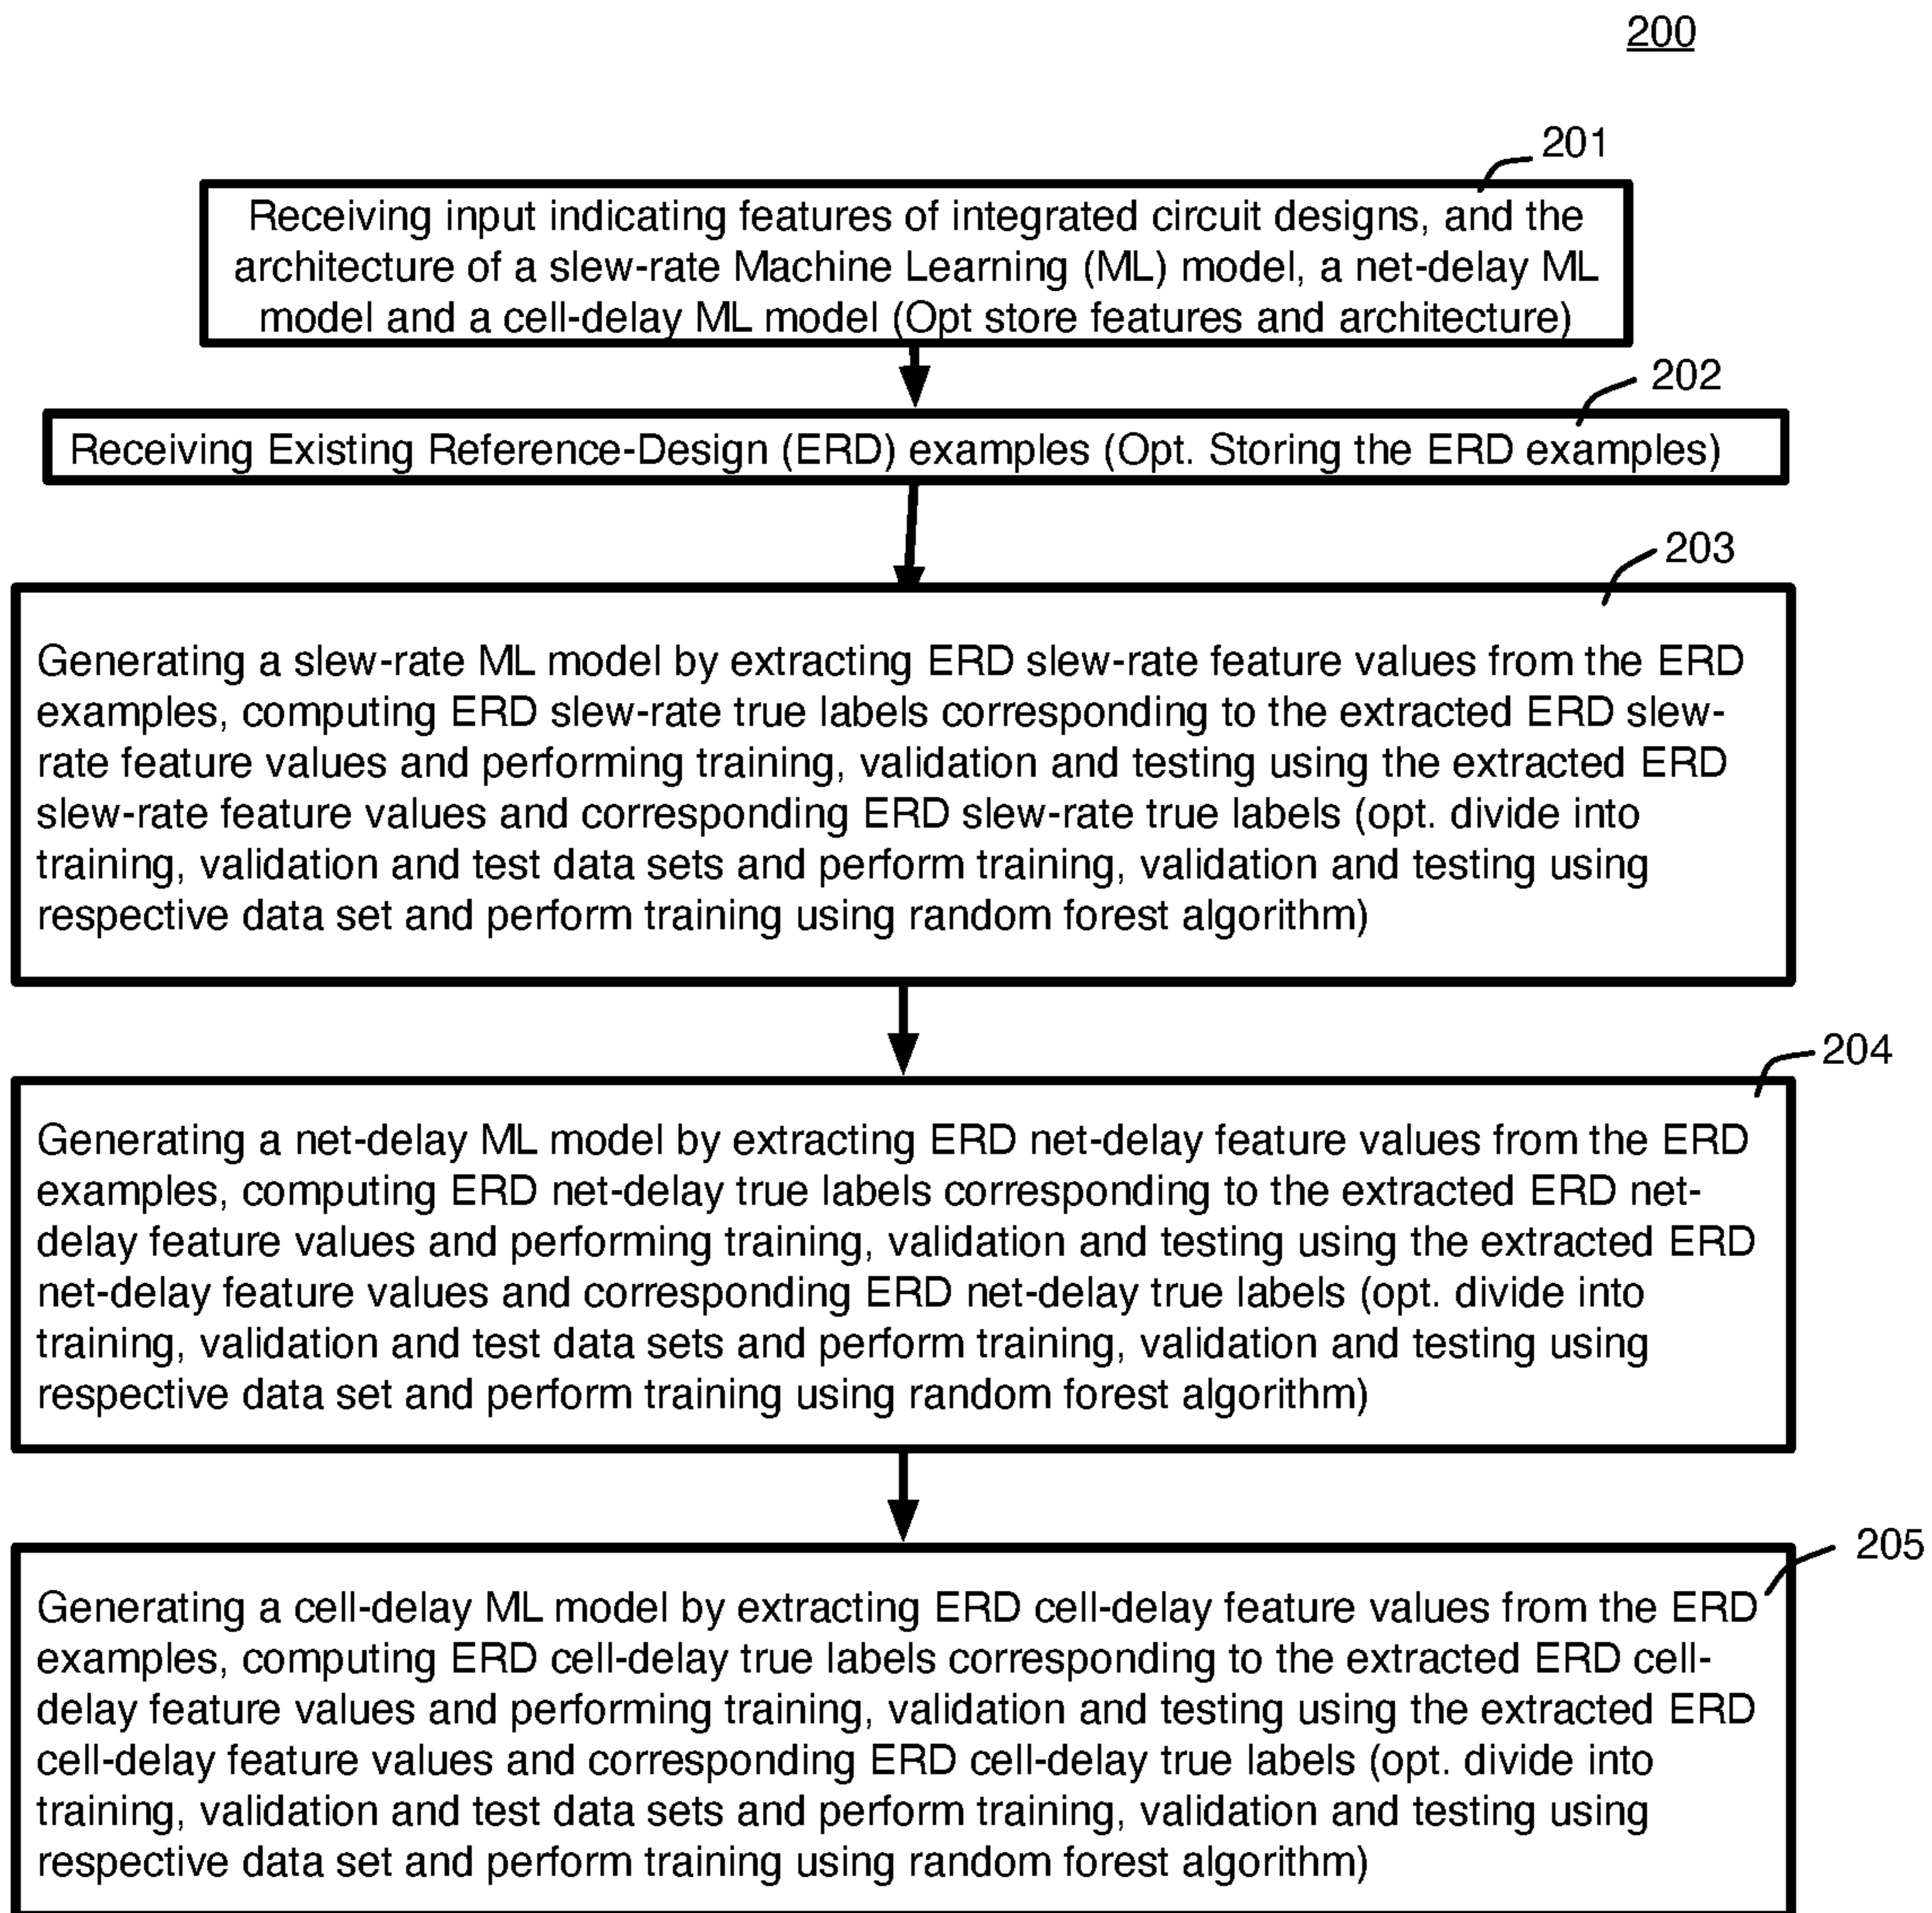 200
201
Receiving input indicating features of integrated circuit designs, and the
architecture of a slew-rate Machine Learning (ML) model, a net-delay ML
model and a cell-delay ML model (Opt store features and architecture)
202
Receiving Existing Reference-Design (ERD) examples (Opt. Storing the ERD examples)
203
Generating a slew-rate ML model by extracting ERD slew-rate feature values from the ERD
examples, computing ERD slew-rate true labels corresponding to the extracted ERD slew-
rate feature values and performing training, validation and testing using the extracted ERD
slew-rate feature values and corresponding ERD slew-rate true labels (opt. divide into
training, validation and test data sets and perform training, validation and testing using
respective data set and perform training using random forest algorithm)
204
Generating a net-delay ML model by extracting ERD net-delay feature values from the ERD
examples, computing ERD net-delay true labels corresponding to the extracted ERD net-
delay feature values and performing training, validation and testing using the extracted ERD
net-delay feature values and corresponding ERD net-delay true labels (opt. divide into
training, validation and test data sets and perform training, validation and testing using
respective data set and perform training using random forest algorithm)
205
Generating a cell-delay ML model by extracting ERD cell-delay feature values from the ERD
examples, computing ERD cell-delay true labels corresponding to the extracted ERD cell-
delay feature values and performing training, validation and testing using the extracted ERD
cell-delay feature values and corresponding ERD cell-delay true labels (opt. divide into
training, validation and test data sets and perform training, validation and testing using
respective data set and perform training using random forest algorithm)